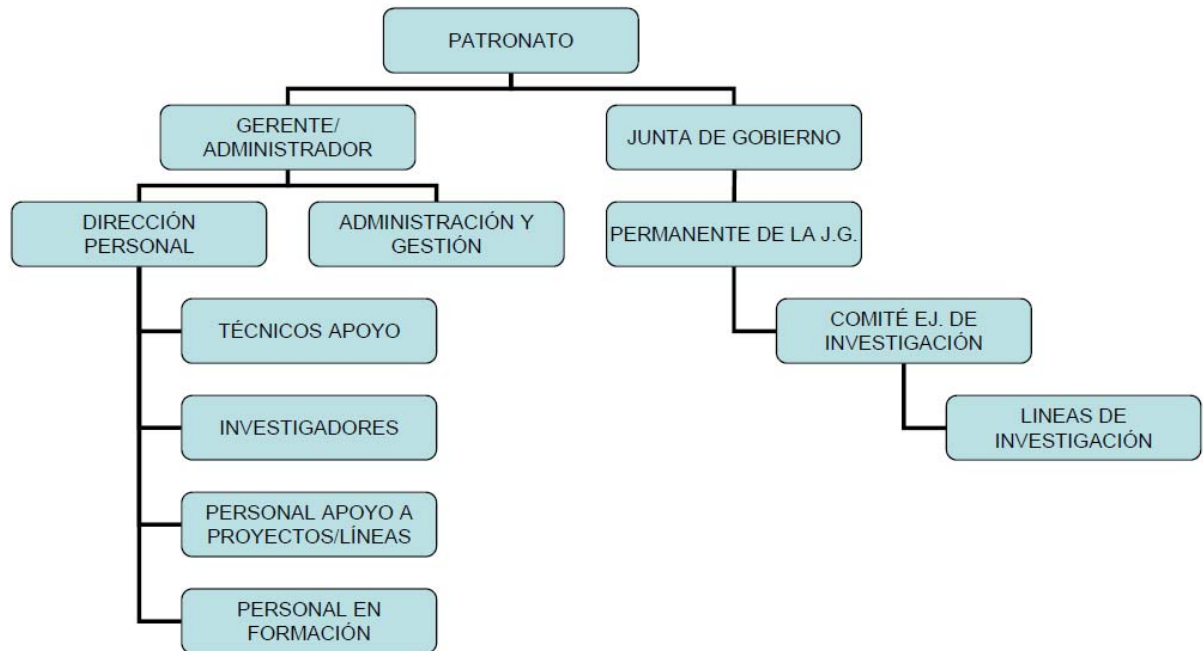 PATRONATO
GERENTE/
ADMINISTRADOR
JUNTA DE GOBIERNO
DIRECCIÓN
PERSONAL
ADMINISTRACIÓN Y
GESTIÓN
PERMANENTE DE LA J.G.
TÉCNICOS APOYO
COMITÉ EJ. DE
INVESTIGACIÓN
INVESTIGADORES
LINEAS DE
INVESTIGACIÓN
PERSONAL APOYO A
PROYECTOS/LÍNEAS
PERSONAL EN
FORMACIÓN